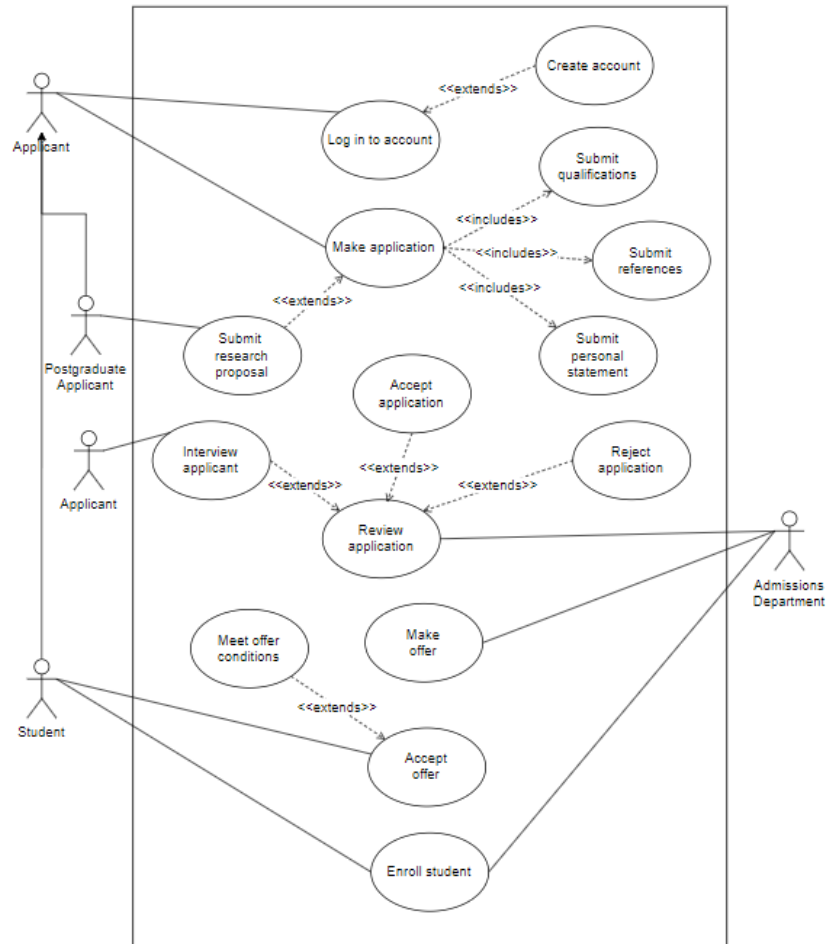 Create account
<<extends>>
Applicant
Log in to account
Submit
qualifications
<<includes>>
Make application
<<includes>>
Submit
references
<<includes>>
<<extends>>
Submit
research
proposal
Submit
personal
statement
Postgraduate
Applicant
Accept
application
Interview
applicant
Reject
application
<<extends>>
Applicant
<<extends>>
<<extends>>
Review
application
Admissions
Department
Meet offer
conditions
Make
offer
<<extends>>
Student
Accept
offer
Enroll student